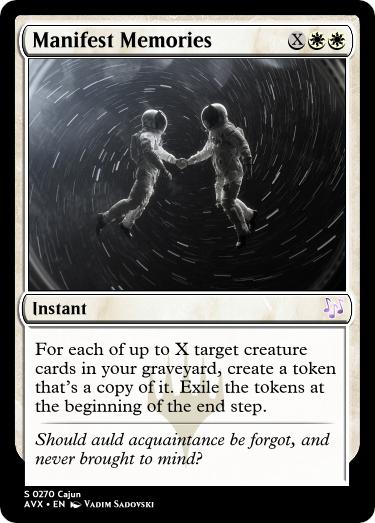 Manifest Memories X
Instant
For each of up to X target creature
cards in your graveyard, create a token
that's a copy of it. Exile the tokens at
the beginning of the end step.
Should auld acquaintance be forgot, and
never brought to mind?
S 0270 Cajun
AVX • EN Vadim Sadovski